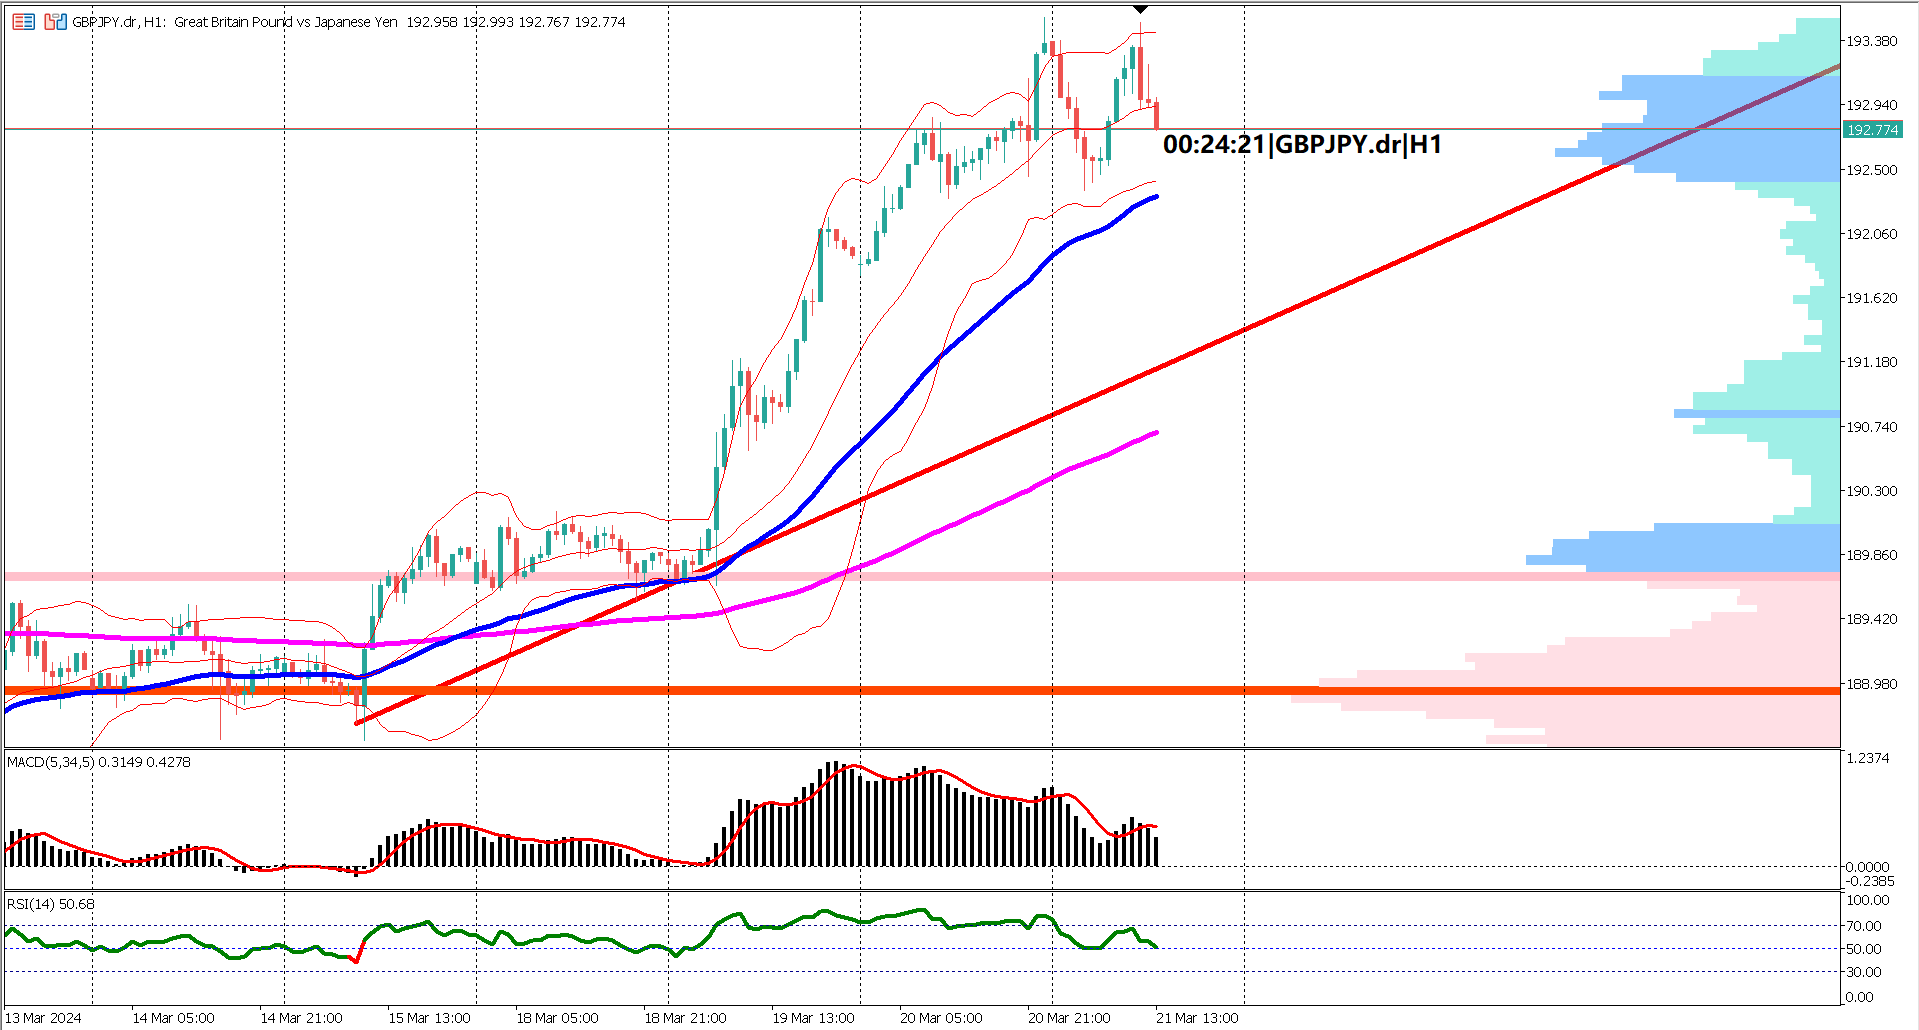 GBPJPY.dr, H1:  Great Britain Pound vs Japanese Yen  192.958 192.993 192.767 192.774
193.380
192.940
192.774
00:24:21|GBPJPY.dr|H1
192.500
192.060
191.620
191.180
190.740
190.300
189.860
189.420
188.980
MACD(5,34,5) 0.3149 0.4278
1.2374
0.0000
-0.2385
RSI(14) 50.68
100.00
70.00
50.00
30.00
0.00
13 Mar 2024
14 Mar 05:00
14 Mar 21:00
15 Mar 13:00
18 Mar 05:00
18 Mar 21:00
19 Mar 13:00
20 Mar 05:00
20 Mar 21:00
21 Mar 13:00